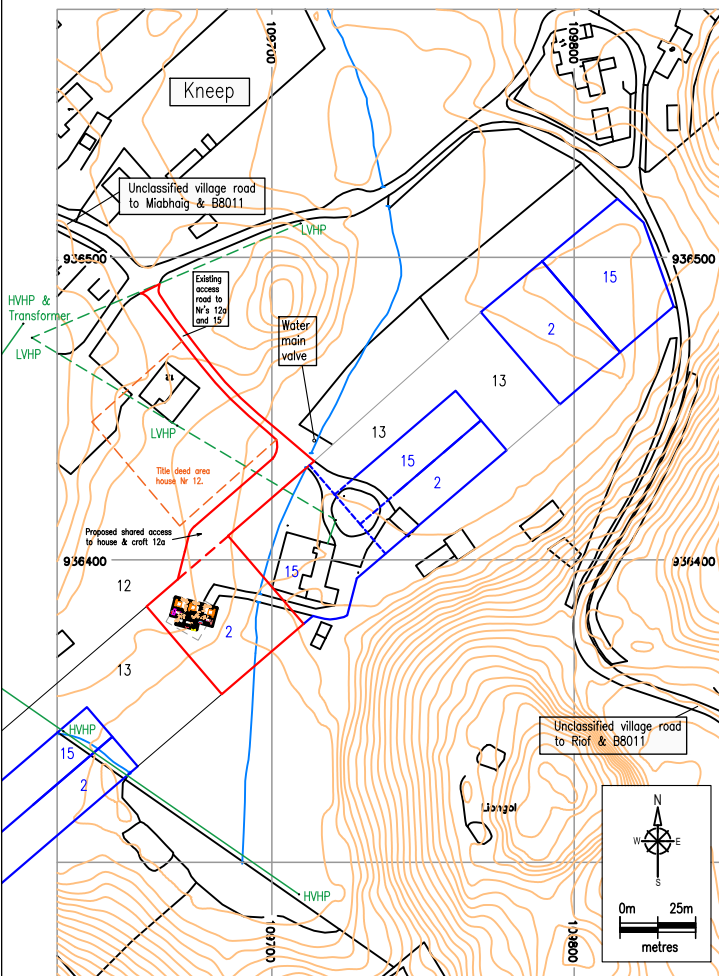 109700
109800
Kneep
Unclassified village road
to Miabhaig & B8011
LVHP
936500
936500
Existing
access
road to
Nr's 12a
and 15
15
HVHP &
Transformer
LVHP
Water
main
valve
2
13
LVHP
13
15
2
Title deed area
house Nr 12.
Proposed shared access
to house & croft 12a
936400
936400
15
12
2
13
HVHP
15
2
Unclassified village road
to Riof & B8011
Liongol
N
W
E
S
HVHP
0m
25m
metres
109700
109800